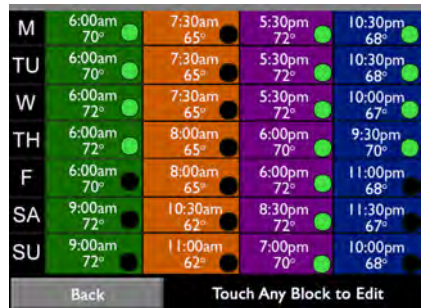 M 6:00am 7:30am 5:30pm 10:30pm
70° 65° 72° 68°
TU 6:00am 7:30am 5:30pm 10:30pm
70° 65° 72° 68°
W 6:00am 7:30am 5:30pm 10:00pm
72° 65° 72° 67°
TH 6:00am 8:00am 6:00pm 9:30pm
72° 65° 70° 70°
F 6:00am 8:00am 6:00pm 11:00pm
70° 65° 72° 68°
SA 9:00am 10:30am 8:30pm 11:30pm
72° 62° 72° 67°
SU 9:00am 11:00am 7:00pm 10:00pm
72° 62° 70° 68°
Back Touch Any Block to Edit